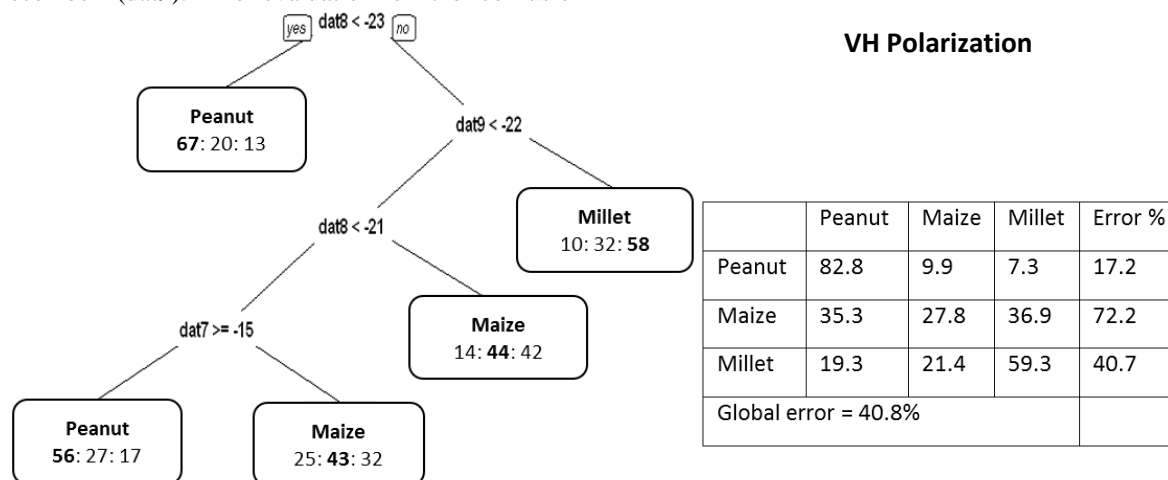 yes dat8 < -23 no
VH Polarization
Peanut
67: 20: 13
dat9 < -22
Millet
10: 32: 58
dat8 < -21
Maize
14: 44: 42
dat7 >= -15
Peanut
56: 27: 17
Maize
25: 43: 32
Peanut Maize Millet Error %
Peanut 82.8 9.9 7.3 17.2
Maize 35.3 27.8 36.9 72.2
Millet 19.3 21.4 59.3 40.7
Global error = 40.8%